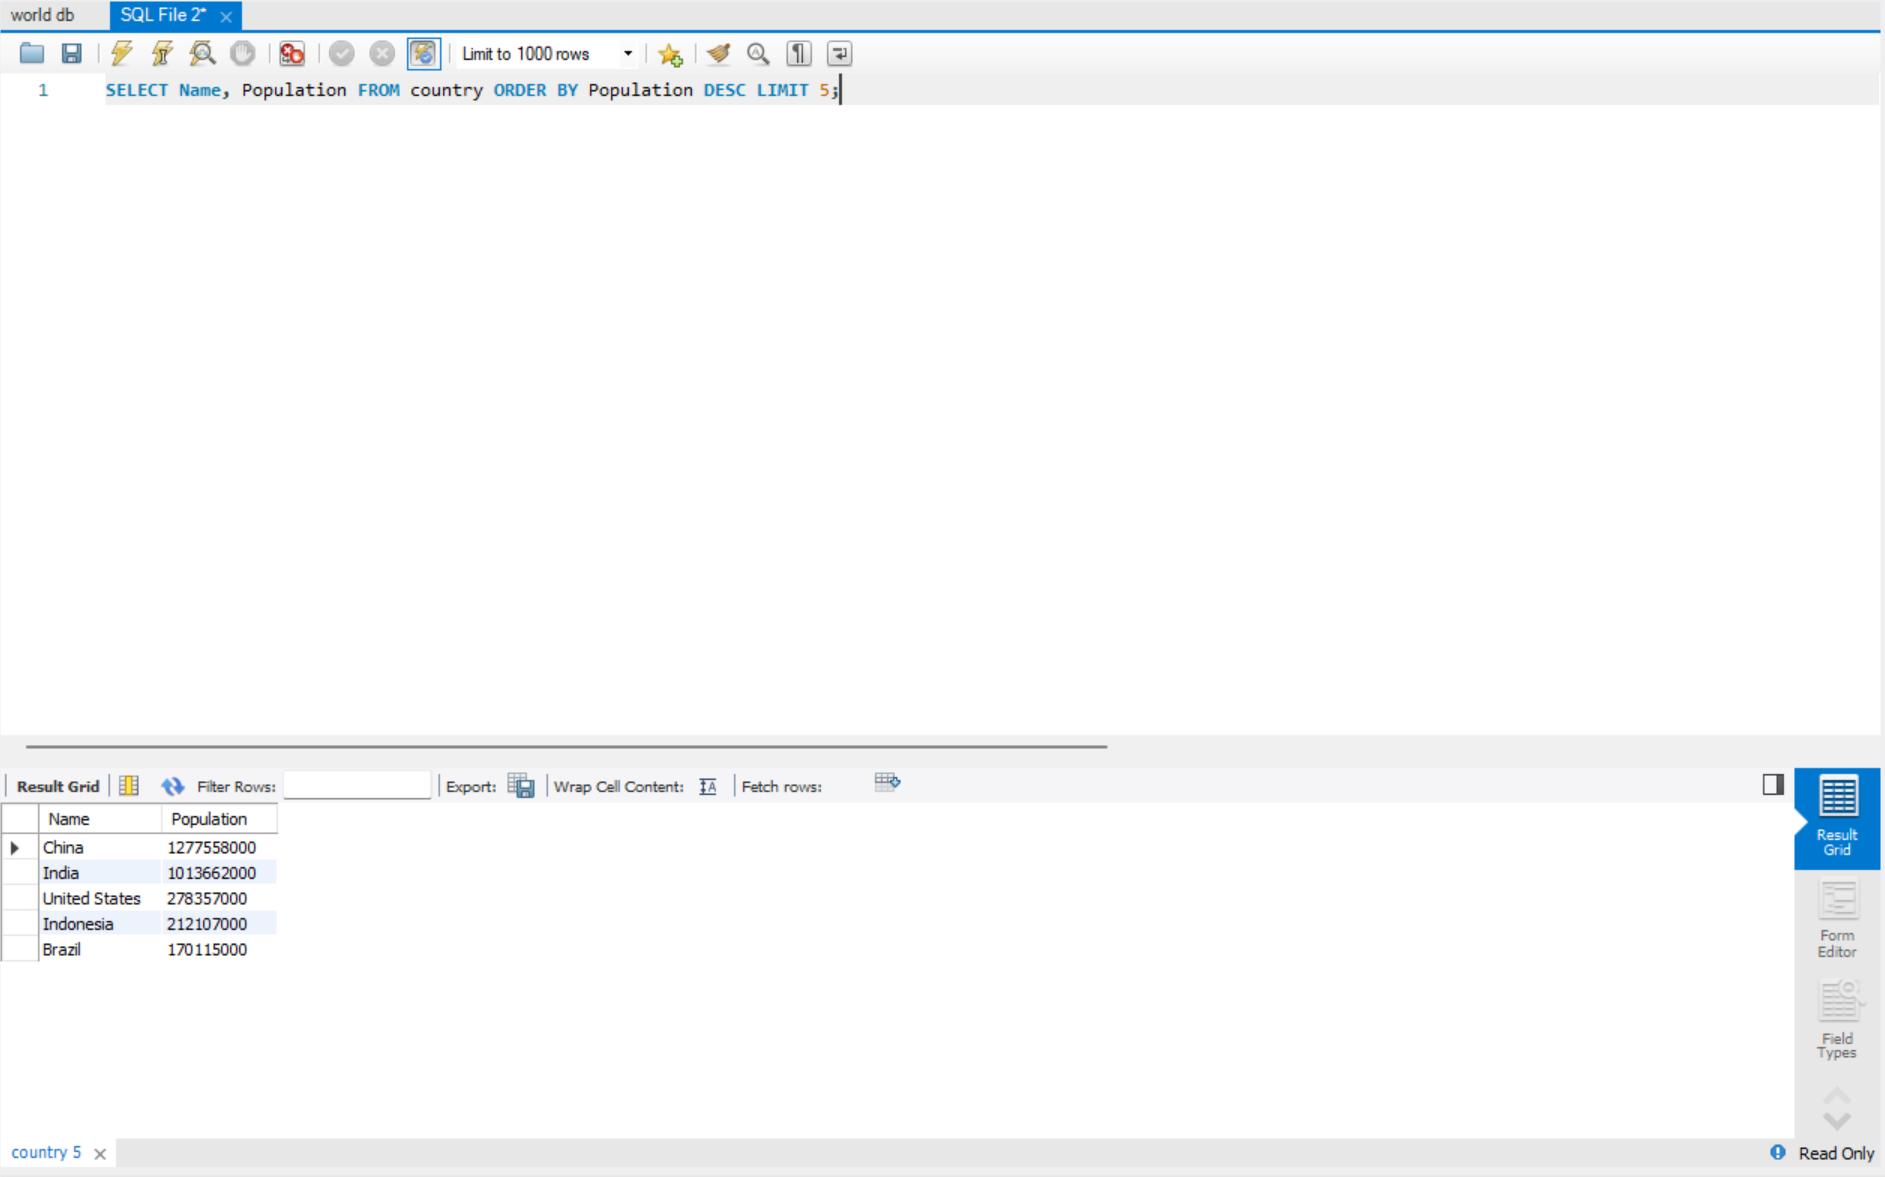 world db SQL File 2*
Limit to 1000 rows
1 SELECT Name, Population FROM country ORDER BY Population DESC LIMIT 5;
Result Grid Filter Rows: Export: Wrap Cell Content: Fetch rows:
Name Population
China 1277558000
India 1013662000
United States 278357000
Indonesia 212107000
Brazil 170115000
Result
Grid
Form
Editor
Field
Types
country 5 Read Only